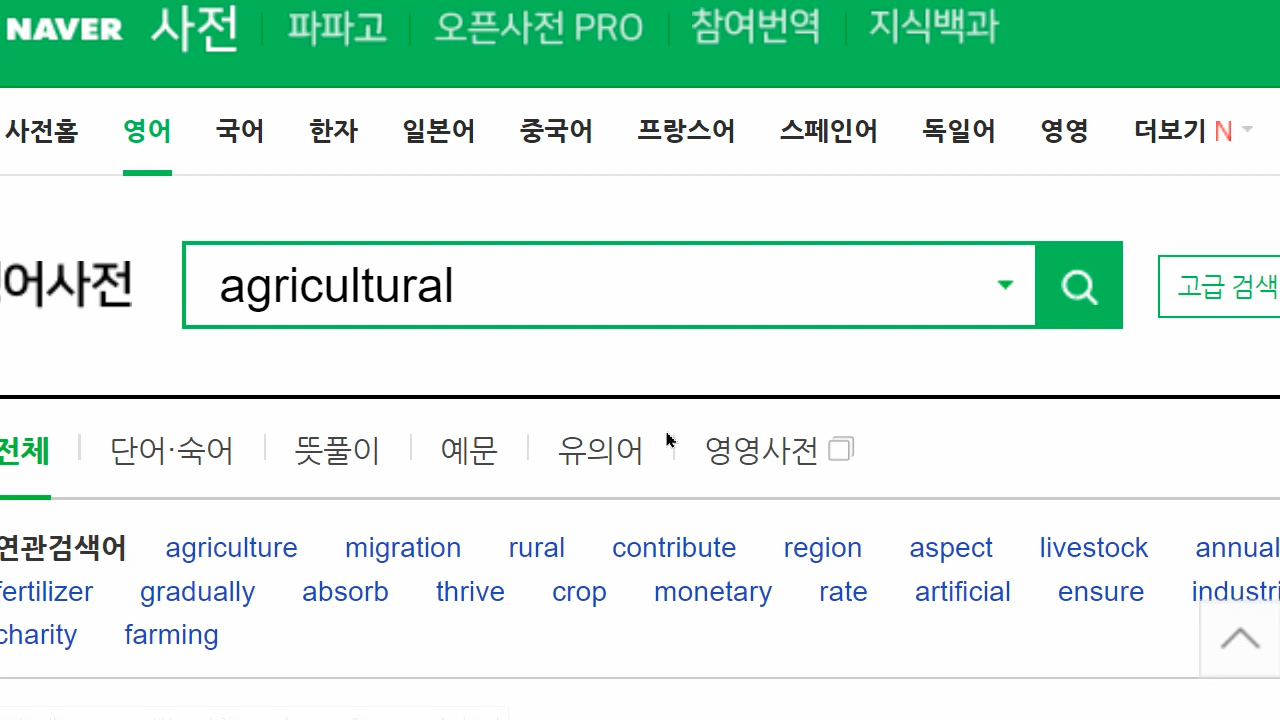 NAVER 사전 파파고 오픈사전 PRO 참여번역 지식백과
사전홈 영어 국어 한자 일본어 중국어 프랑스어 스페인어 독일어 영영 더보기 N
어사전 agricultural 고급 검색
전체 단어·숙어 뜻풀이 예문 유의어 영영사전
연관검색어 agriculture migration rural contribute region aspect livestock annual
fertilizer gradually absorb thrive crop monetary rate artificial ensure industri
charity farming